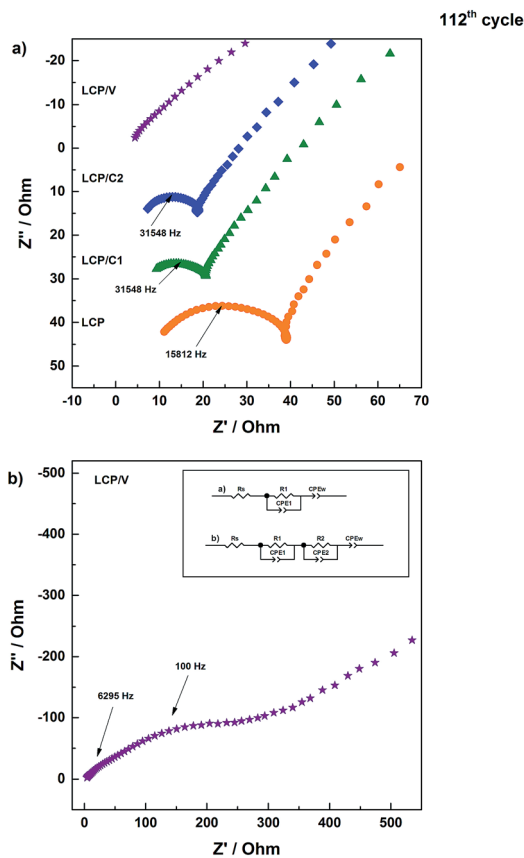 112th cycle
a)
-20
-10
0
10
20
30
40
50
LCP/V
LCP/C2
31548 Hz
LCP/C1
31548 Hz
LCP
15812 Hz
Z'' / Ohm
-10 0 10 20 30 40 50 60 70
Z' / Ohm
b)
-500
-400
-300
-200
-100
0
LCP/V
a) Rs R1 CPEw
CPE1
b) Rs R1 R2 CPEw
CPE1 CPE2
100 Hz
6295 Hz
Z'' / Ohm
0 100 200 300 400 500
Z' / Ohm